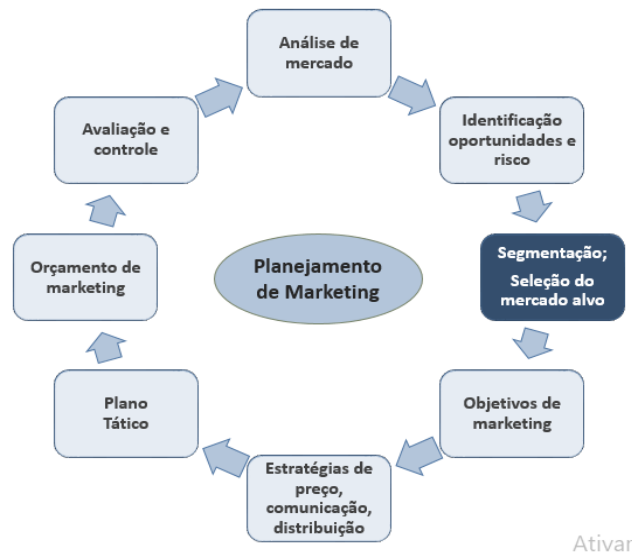 Análise de
mercado
Identificação
oportunidades e
risco
Segmentação;
Seleção do
mercado alvo
Objetivos de
marketing
Estratégias de
preço,
comunicação,
distribuição
Plano
Tático
Orçamento de
marketing
Avaliação e
controle
Planejamento
de Marketing
Ativar